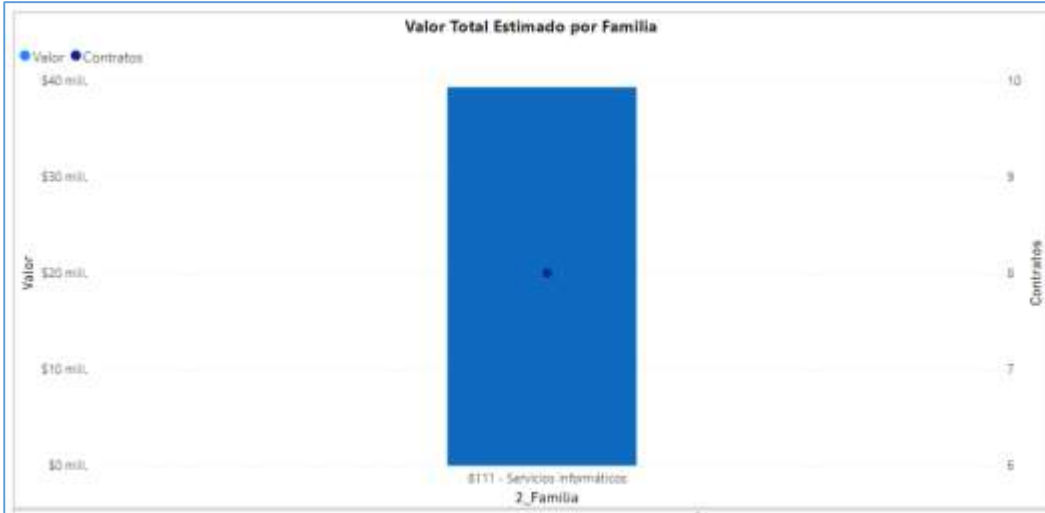 Valor Total Estimado por Familia
Valor Contratos
$40 mill.
$30 mill.
$20 mill.
$10 mill.
$0 mill.
Valor
10
9
8
7
6
Contratos
8111 - Servicios informáticos
2_Familia